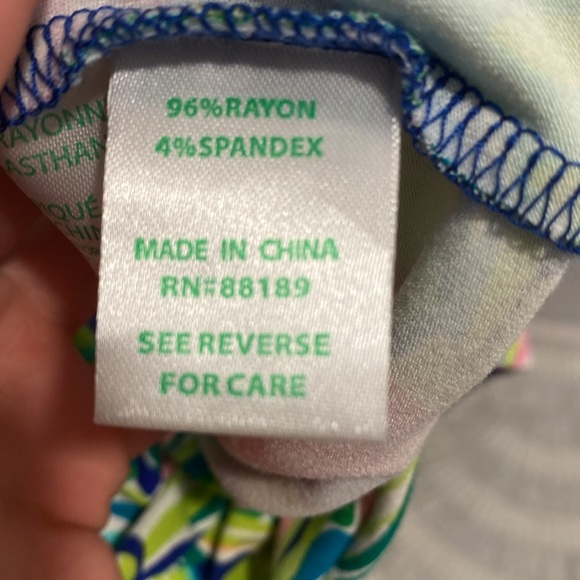 96%RAYON
4%SPANDEX
MADE IN CHINA
RN#88189
SEE REVERSE
FOR CARE